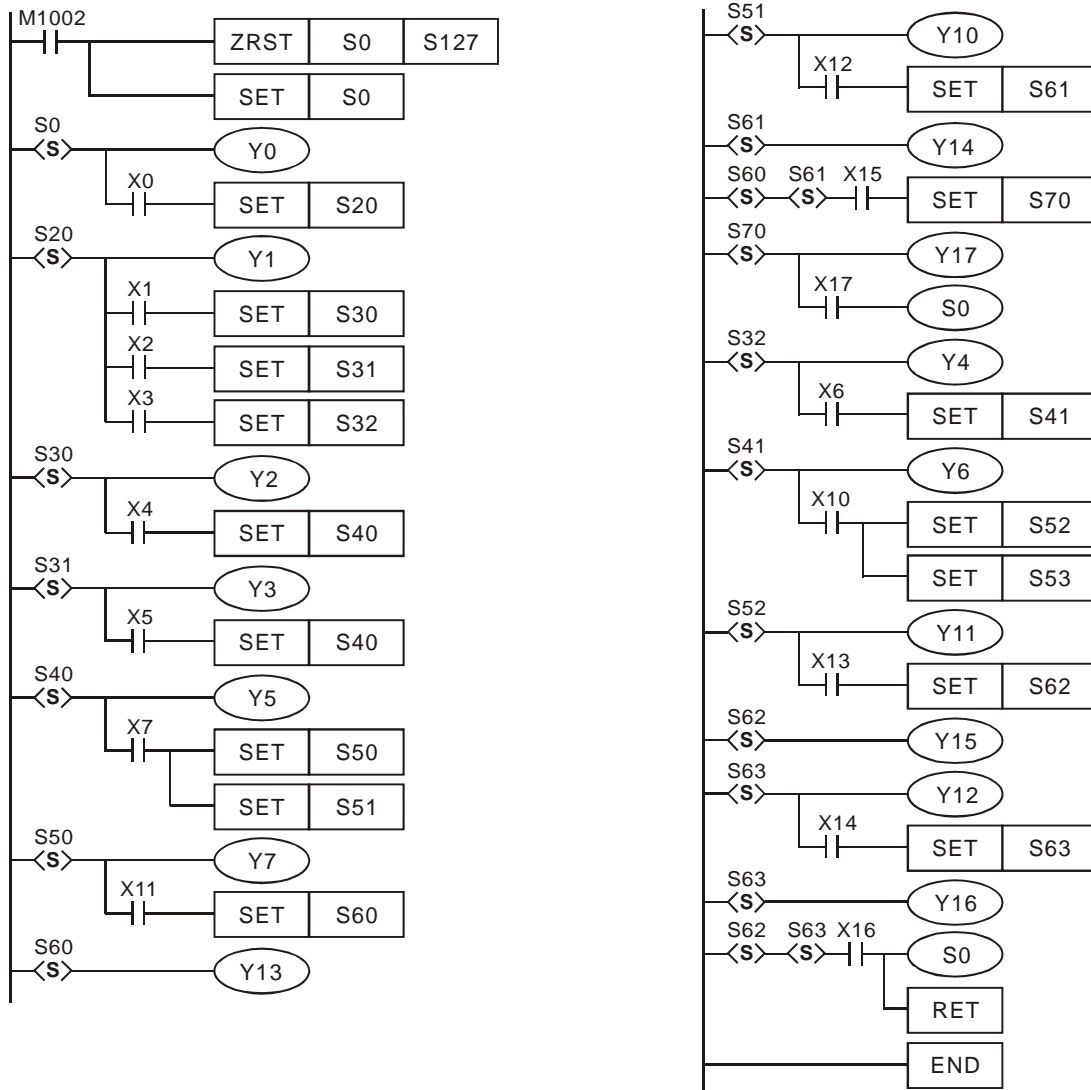 M1002
ZRST S0 S127
SET S0
S0
S Y0
X0
SET S20
S20
S Y1
X1
SET S30
X2
SET S31
X3
SET S32
S30
S Y2
X4
SET S40
S31
S Y3
X5
SET S40
S40
S Y5
X7
SET S50
SET S51
S50
S Y7
X11
SET S60
S60
S Y13
S51
S Y10
X12
SET S61
S61
S Y14
S60 S61 X15
S S SET S70
S70
S Y17
X17
S0
S32
S Y4
X6
SET S41
S41
S Y6
X10
SET S52
SET S53
S52
S Y11
X13
SET S62
S62
S Y15
S63
S Y12
X14
SET S63
S63
S Y16
S62 S63 X16
S S S0
RET
END